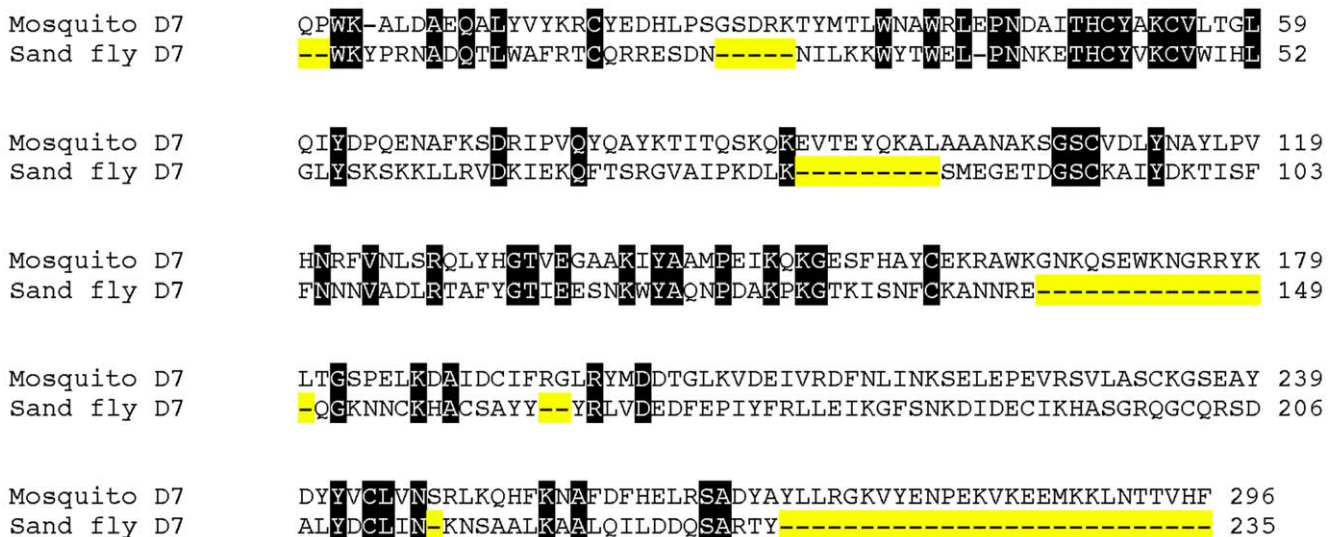 Mosquito D7 QPWK-ALDAEQALYVYKRCYEDHLPSGSDRKTYMTLWNAWRLEPNDAITHCYAKCVLTGL 59
Sand fly D7 --WKYPRNADQTLWAFRTCQRRESDN-----NILKKWYTWEL-PNNKETHCYVKCVWIHL 52
Mosquito D7 QIYDPQENAFKSDRIPVQYQAYKTITQSKQKEVTEYQKALAAANAKSGSCVDLYNAYLPV 119
Sand fly D7 GLYSKSKKLLRVDKIEKQFTSRGVAIPKDLK---------SMEGETDGSCKAIYDKTISF 103
Mosquito D7 HNRFVNLSRQLYHGTVEGAAKIYAAMPEIKQKGESFHAYCEKRAWKGNKQSEWKNGRRYK 179
Sand fly D7 FNNNVADLRTAFYGTIEESNKWYAQNPDAKPKGTKISNFCKANNRE-------------- 149
Mosquito D7 LTGSPELKDAIDCIFRGLRYMDDTGLKVDEIVRDFNLINKSELEPEVRSVLASCKGSEAY 239
Sand fly D7 -QGKNNCKHACSAYY--YRLVDEDFEPIYFRLLEIKGFSNKDIDECIKHASGRQGCQRSD 206
Mosquito D7 DYYVCLVNSRLKQHFKNAFDFHELRSADYAYLLRGKVYENPEKVKEEMKKLNTTVHF 296
Sand fly D7 ALYDCLIN-KNSAALKAALQILDDQSARTY--------------------------- 235